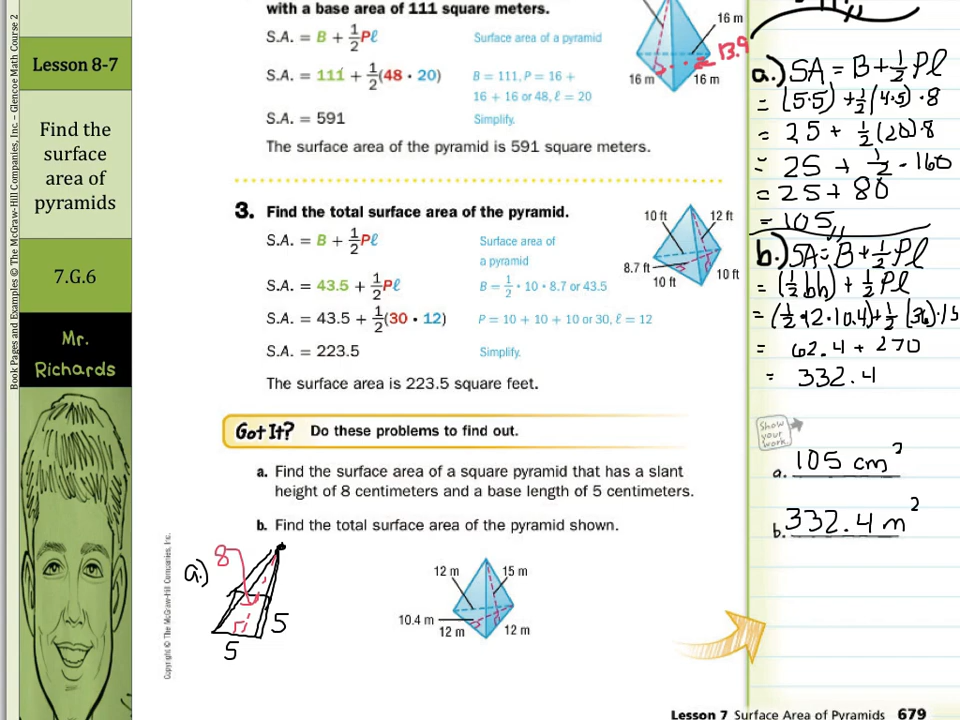 Lesson 8-7
Find the
surface
area of
pyramids
7.G.6
Mr.
Richards
Book Pages and Examples © The McGraw-Hill Companies, Inc. – Glencoe Math Course 2
with a base area of 111 square meters.
S.A. = B + 1/2Pℓ Surface area of a pyramid
S.A. = 111 + 1/2(48 • 20) B = 111, P = 16 +
16 + 16 or 48, ℓ = 20
S.A. = 591 Simplify.
The surface area of the pyramid is 591 square meters.
16 m
13.9
16 m 16 m
3. Find the total surface area of the pyramid.
S.A. = B + 1/2Pℓ Surface area of
a pyramid
S.A. = 43.5 + 1/2Pℓ B = 1/2 • 10 • 8.7 or 43.5
S.A. = 43.5 + 1/2(30 • 12) P = 10 + 10 + 10 or 30, ℓ = 12
S.A. = 223.5 Simplify.
The surface area is 223.5 square feet.
10 ft 12 ft
8.7 ft 10 ft
10 ft
Got It? Do these problems to find out.
a. Find the surface area of a square pyramid that has a slant
height of 8 centimeters and a base length of 5 centimeters.
b. Find the total surface area of the pyramid shown.
a.) 8
5
5
12 m 15 m
10.4 m
12 m 12 m
Copyright © The McGraw-Hill Companies, Inc.
a.) SA = B + 1/2 Pl
= (5·5) + 1/2(4·5)·8
= 25 + 1/2(20)·8
= 25 + 1/2 · 160
= 25 + 80
= 105
b.) SA = B + 1/2 Pl
= (1/2 bh) + 1/2 Pl
= (1/2·12·10.4) + 1/2(36)·15
= 62.4 + 270
= 332.4
Show
your
work.
a. 105 cm²
b. 332.4 m²
Lesson 7 Surface Area of Pyramids 679